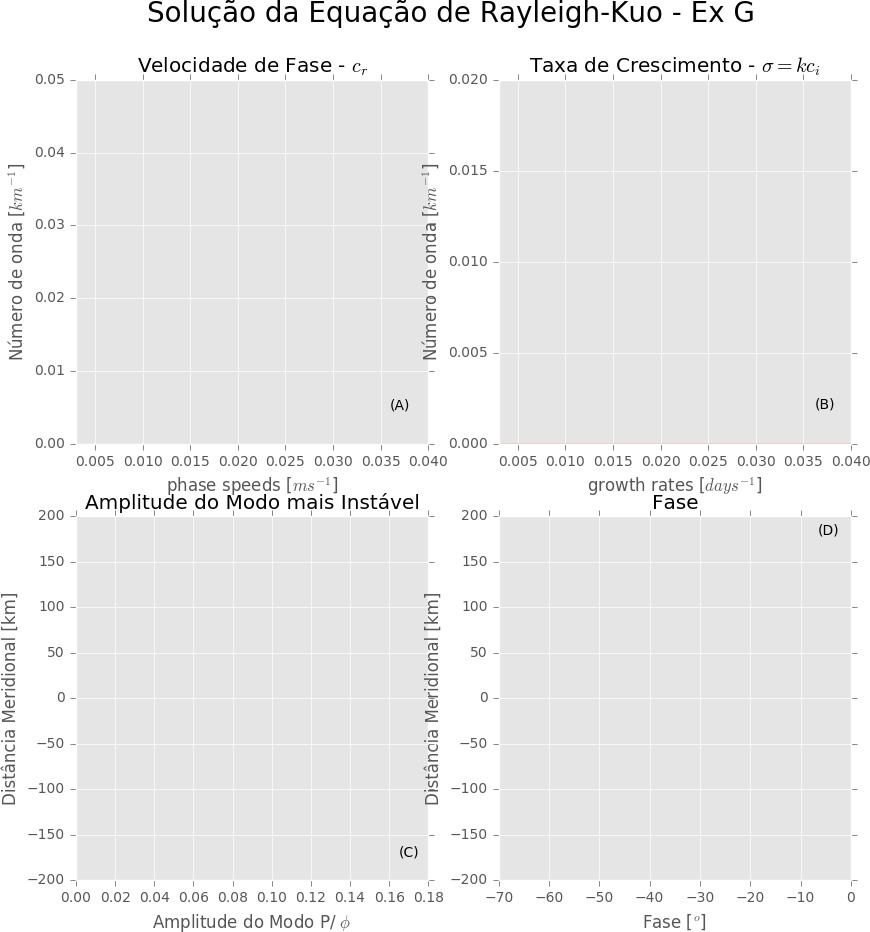 Solução da Equação de Rayleigh-Kuo - Ex G
Velocidade de Fase - $c_r$
0.05
0.04
0.03
0.02
0.01
0.00
Número de onda [$km^{-1}$]
(A)
0.005 0.010 0.015 0.020 0.025 0.030 0.035 0.040
phase speeds [$ms^{-1}$]
Taxa de Crescimento - $\sigma = kc_i$
0.020
0.015
0.010
0.005
0.000
Número de onda [$km^{-1}$]
(B)
0.005 0.010 0.015 0.020 0.025 0.030 0.035 0.040
growth rates [$days^{-1}$]
Amplitude do Modo mais Instável
200
150
100
50
0
−50
−100
−150
−200
Distância Meridional [km]
(C)
0.00 0.02 0.04 0.06 0.08 0.10 0.12 0.14 0.16 0.18
Amplitude do Modo P/ $\phi$
Fase
200
150
100
50
0
−50
−100
−150
−200
Distância Meridional [km]
(D)
−70 −60 −50 −40 −30 −20 −10 0
Fase [$^o$]